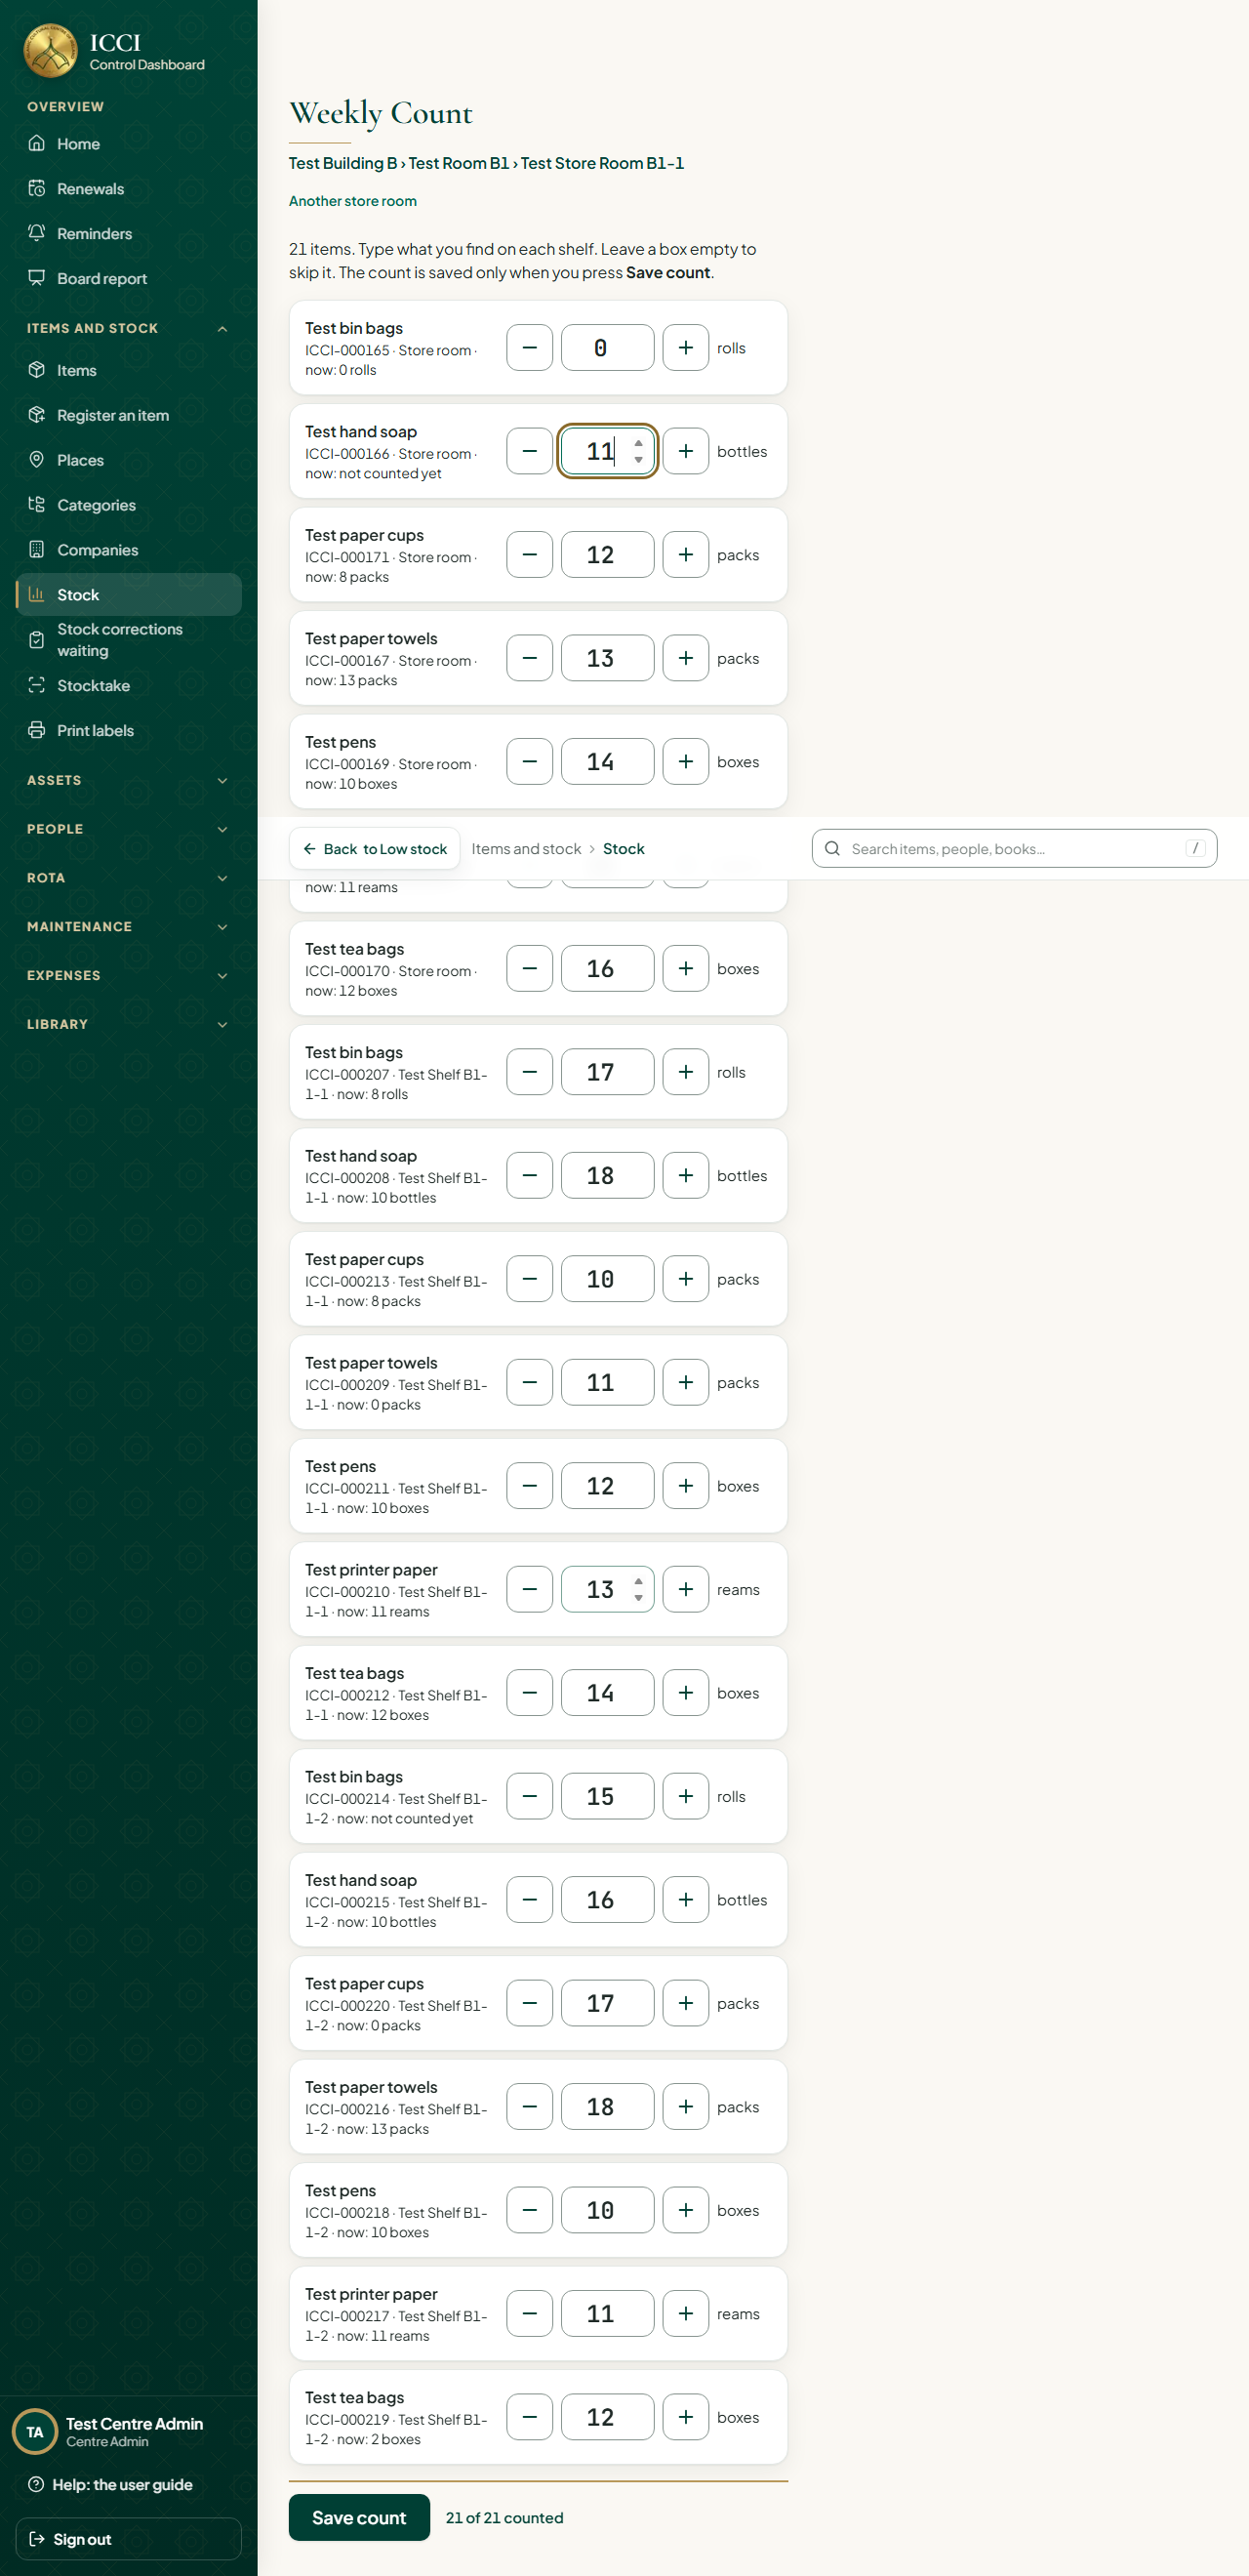 ICCI
Control Dashboard
OVERVIEW
Home
Renewals
Reminders
Board report
ITEMS AND STOCK
Items
Register an item
Places
Categories
Companies
Stock
Stock corrections
waiting
Stocktake
Print labels
ASSETS
PEOPLE
ROTA
MAINTENANCE
EXPENSES
LIBRARY
TA
Test Centre Admin
Centre Admin
Help: the user guide
Sign out
Weekly Count
Test Building B › Test Room B1 › Test Store Room B1-1
Another store room
21 items. Type what you find on each shelf. Leave a box empty to
skip it. The count is saved only when you press Save count.
Test bin bags
ICCI-000165 · Store room ·
now: 0 rolls
− 0 + rolls
Test hand soap
ICCI-000166 · Store room ·
now: not counted yet
− 11 + bottles
Test paper cups
ICCI-000171 · Store room ·
now: 8 packs
− 12 + packs
Test paper towels
ICCI-000167 · Store room ·
now: 13 packs
− 13 + packs
Test pens
ICCI-000169 · Store room ·
now: 10 boxes
− 14 + boxes
Back to Low stock
Items and stock › Stock
Search items, people, books…
/
now: 11 reams
Test tea bags
ICCI-000170 · Store room ·
now: 12 boxes
− 16 + boxes
Test bin bags
ICCI-000207 · Test Shelf B1-
1-1 · now: 8 rolls
− 17 + rolls
Test hand soap
ICCI-000208 · Test Shelf B1-
1-1 · now: 10 bottles
− 18 + bottles
Test paper cups
ICCI-000213 · Test Shelf B1-
1-1 · now: 8 packs
− 10 + packs
Test paper towels
ICCI-000209 · Test Shelf B1-
1-1 · now: 0 packs
− 11 + packs
Test pens
ICCI-000211 · Test Shelf B1-
1-1 · now: 10 boxes
− 12 + boxes
Test printer paper
ICCI-000210 · Test Shelf B1-
1-1 · now: 11 reams
− 13 + reams
Test tea bags
ICCI-000212 · Test Shelf B1-
1-1 · now: 12 boxes
− 14 + boxes
Test bin bags
ICCI-000214 · Test Shelf B1-
1-2 · now: not counted yet
− 15 + rolls
Test hand soap
ICCI-000215 · Test Shelf B1-
1-2 · now: 10 bottles
− 16 + bottles
Test paper cups
ICCI-000220 · Test Shelf B1-
1-2 · now: 0 packs
− 17 + packs
Test paper towels
ICCI-000216 · Test Shelf B1-
1-2 · now: 13 packs
− 18 + packs
Test pens
ICCI-000218 · Test Shelf B1-
1-2 · now: 10 boxes
− 10 + boxes
Test printer paper
ICCI-000217 · Test Shelf B1-
1-2 · now: 11 reams
− 11 + reams
Test tea bags
ICCI-000219 · Test Shelf B1-
1-2 · now: 2 boxes
− 12 + boxes
Save count
21 of 21 counted